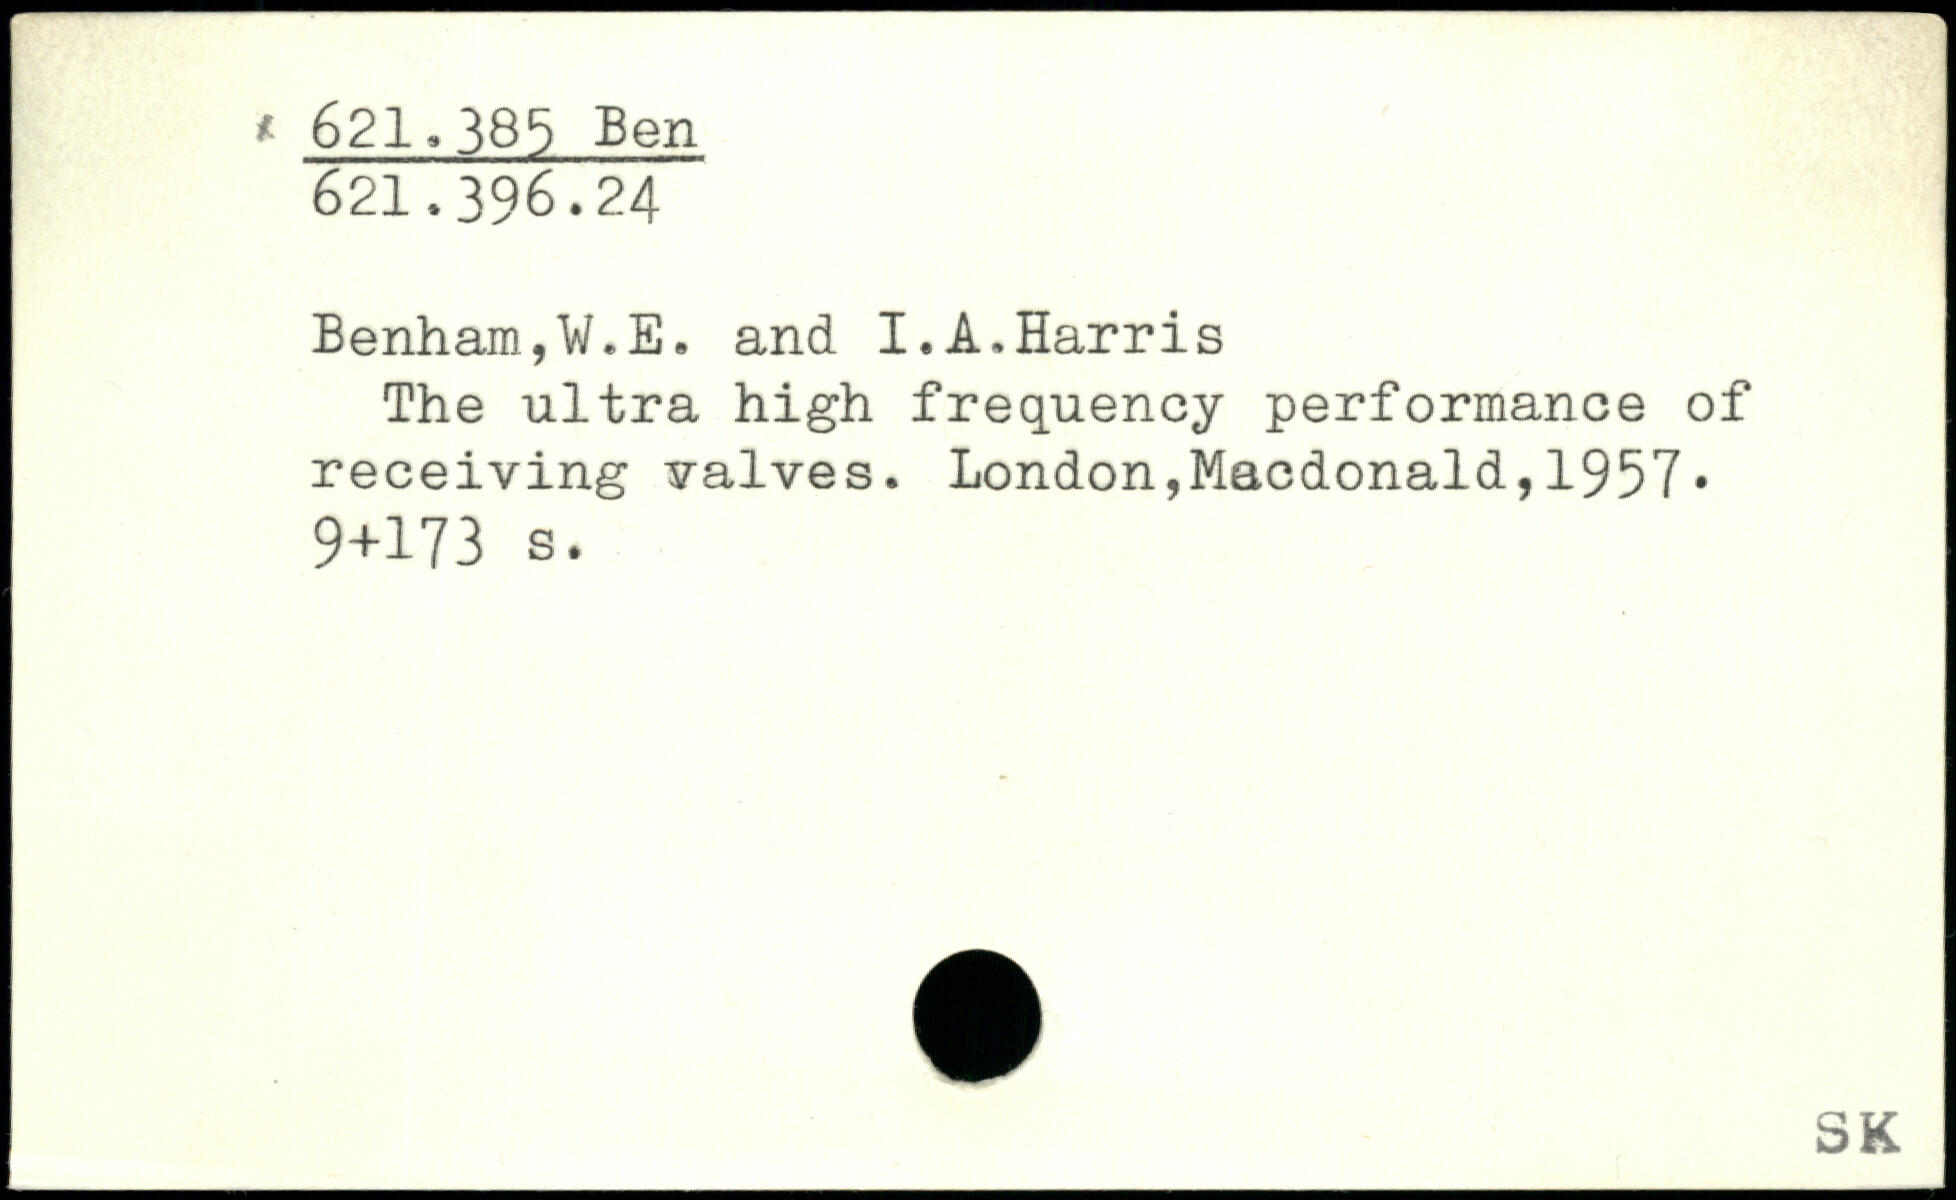 621.385 Ben
621.396.24
Benham,W.E. and I.A.Harris
The ultra high frequency performance of
receiving valves. London,Macdonald,1957.
9+173 s.
SK